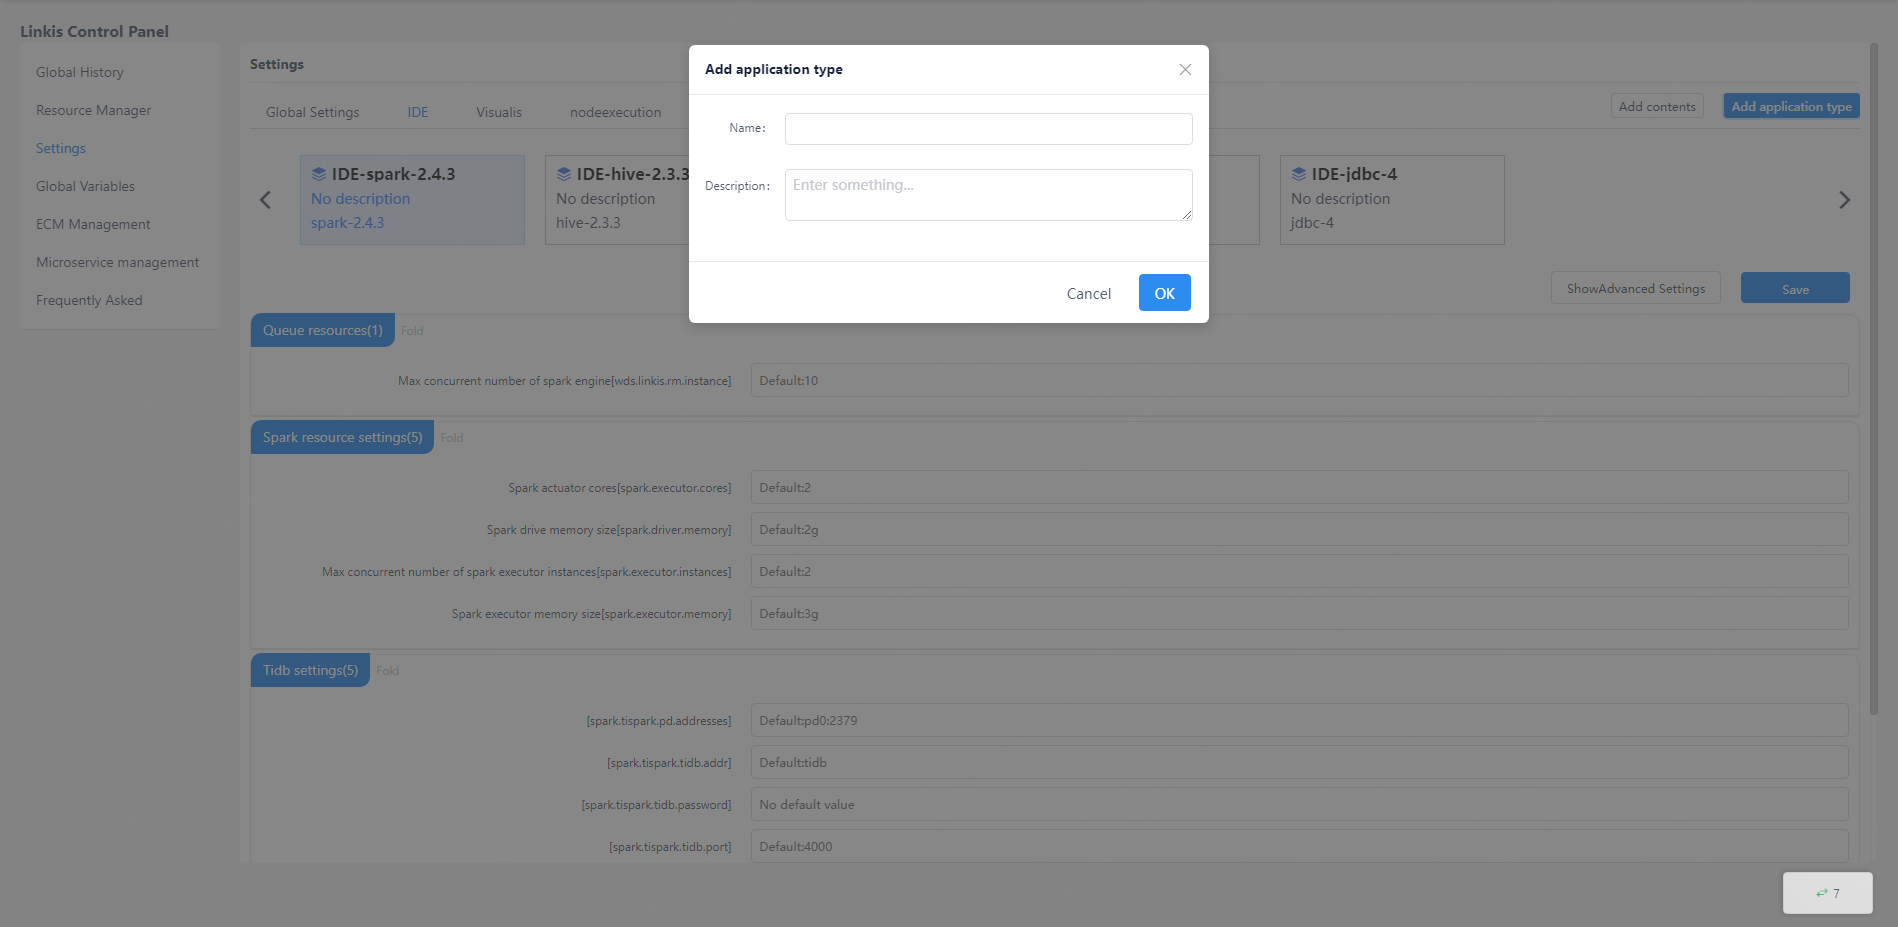 Linkis Control Panel
Global History
Resource Manager
Settings
Global Variables
ECM Management
Microservice management
Frequently Asked
Settings
Global Settings
IDE
Visualis
nodeexecution
Add contents
Add application type
IDE-spark-2.4.3
No description
spark-2.4.3
IDE-hive-2.3.3
No description
hive-2.3.3
IDE-jdbc-4
No description
jdbc-4
Add application type
Name:
Description:
Enter something...
Cancel
OK
ShowAdvanced Settings
Save
Queue resources(1)
Fold
Max concurrent number of spark engine[wds.linkis.rm.instance]
Default:10
Spark resource settings(5)
Fold
Spark actuator cores[spark.executor.cores]
Default:2
Spark drive memory size[spark.driver.memory]
Default:2g
Max concurrent number of spark executor instances[spark.executor.instances]
Default:2
Spark executor memory size[spark.executor.memory]
Default:3g
Tidb settings(5)
Fold
[spark.tispark.pd.addresses]
Default:pd0:2379
[spark.tispark.tidb.addr]
Default:tidb
[spark.tispark.tidb.password]
No default value
[spark.tispark.tidb.port]
Default:4000
7